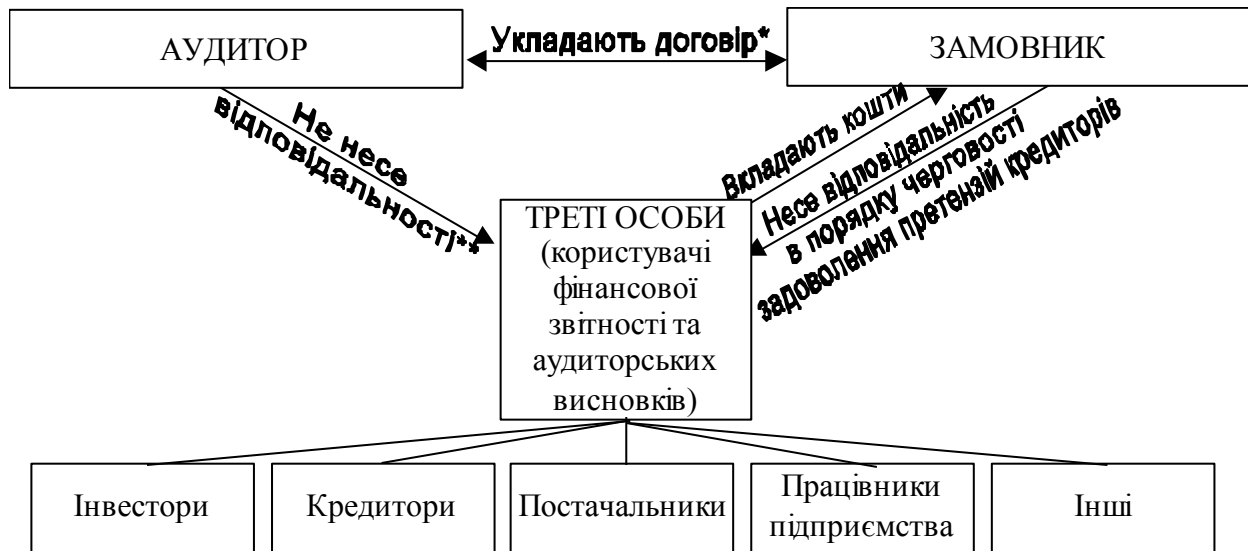 АУДИТОР
Укладають договір*
ЗАМОВНИК
Не несе
відповідальності**
Вкладають кошти
Несе відповідальність
в порядку черговості
задоволення претензій кредиторів
ТРЕТІ ОСОБИ
(користувачі
фінансової
звітності та
аудиторських
висновків)
Інвестори
Кредитори
Постачальники
Працівники
підприємства
Інші